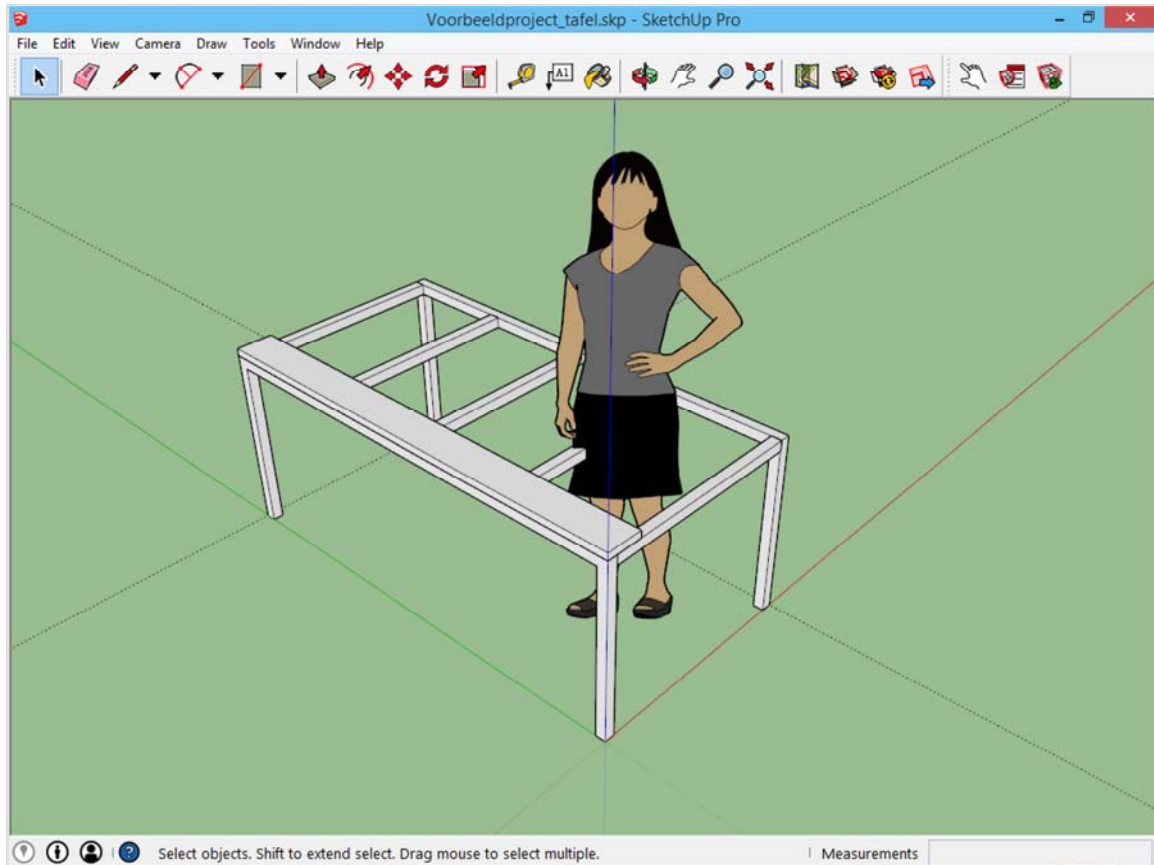 Voorbeeldproject_tafel.skp - SketchUp Pro
File Edit View Camera Draw Tools Window Help
A1
Select objects. Shift to extend select. Drag mouse to select multiple.
Measurements